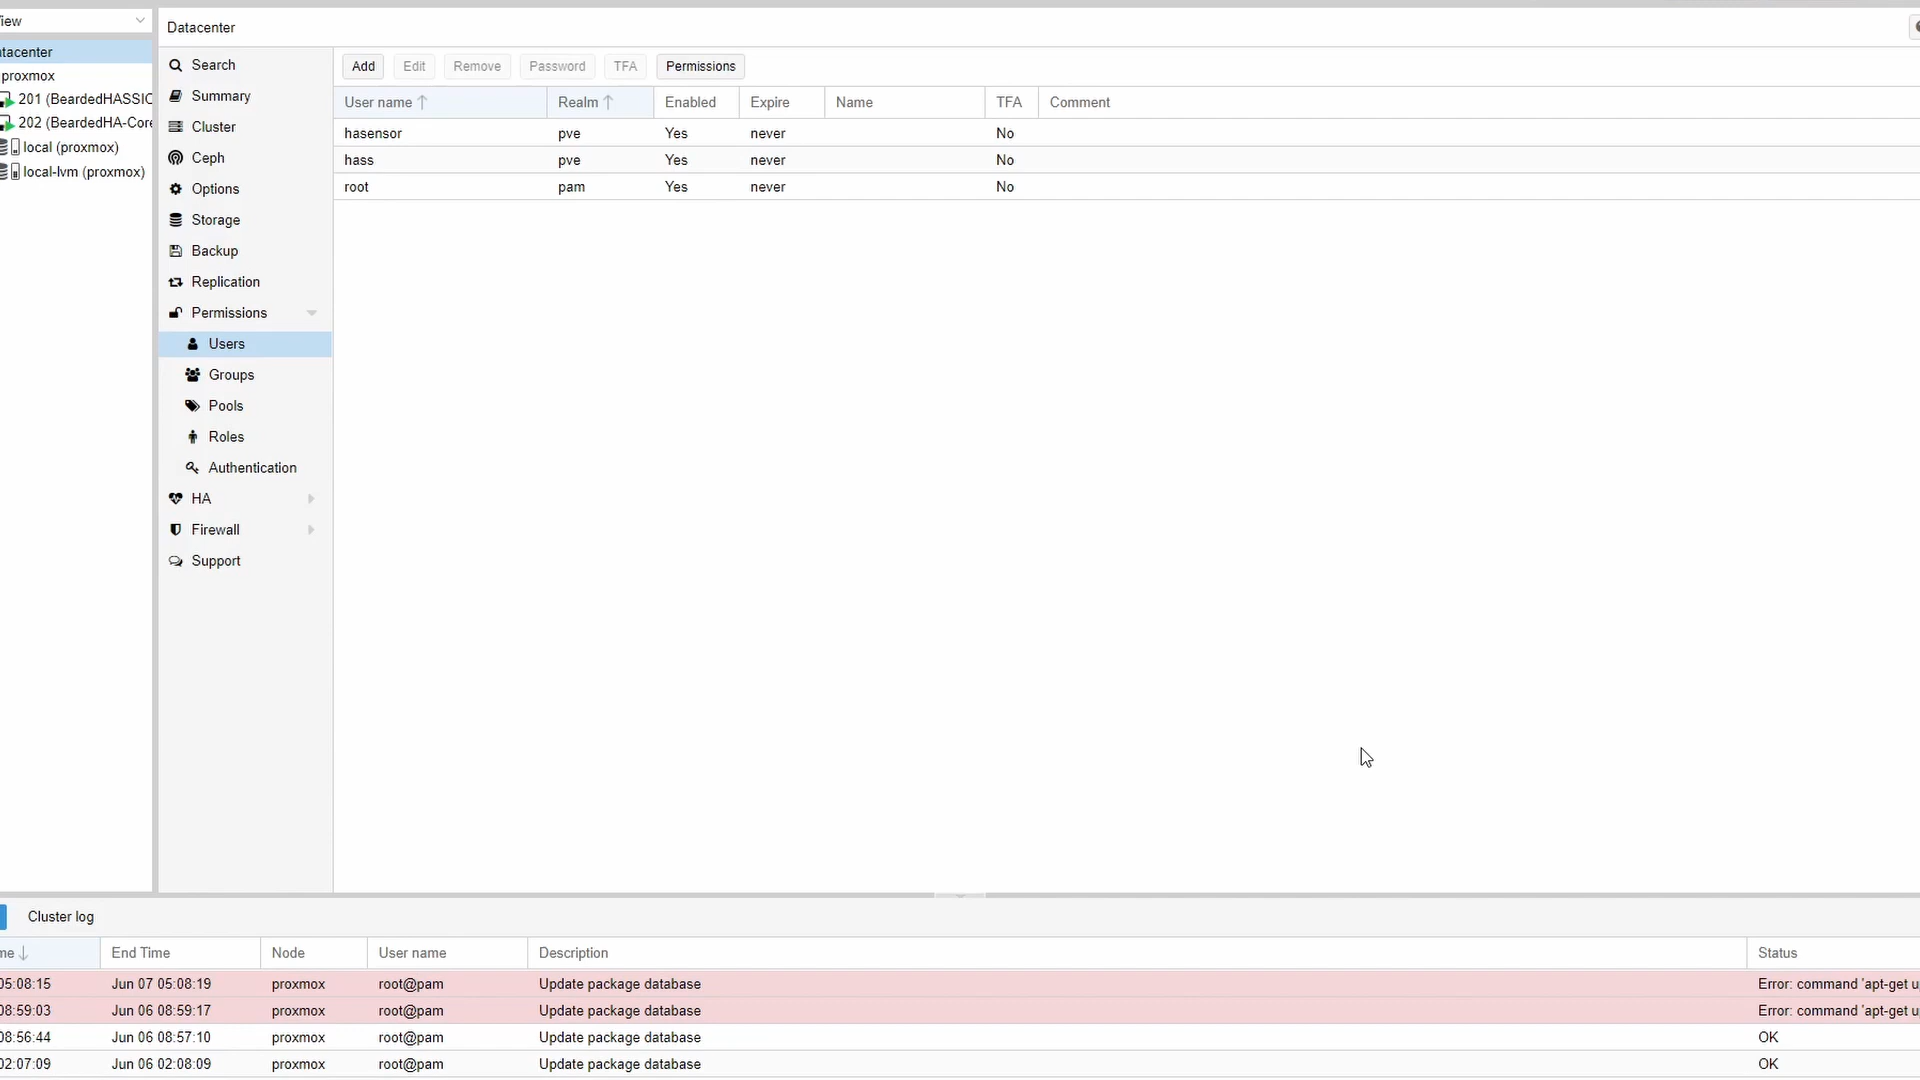 iew
Datacenter
atacenter
proxmox
201 (BeardedHASSIC
202 (BeardedHA-Core
local (proxmox)
local-lvm (proxmox)
Search
Summary
Cluster
Ceph
Options
Storage
Backup
Replication
Permissions
Users
Groups
Pools
Roles
Authentication
HA
Firewall
Support
Add Edit Remove Password TFA Permissions
User name Realm Enabled Expire Name TFA Comment
hasensor pve Yes never No
hass pve Yes never No
root pam Yes never No
Cluster log
me End Time Node User name Description Status
05:08:15 Jun 07 05:08:19 proxmox root@pam Update package database Error: command 'apt-get u
08:59:03 Jun 06 08:59:17 proxmox root@pam Update package database Error: command 'apt-get u
08:56:44 Jun 06 08:57:10 proxmox root@pam Update package database OK
02:07:09 Jun 06 02:08:09 proxmox root@pam Update package database OK